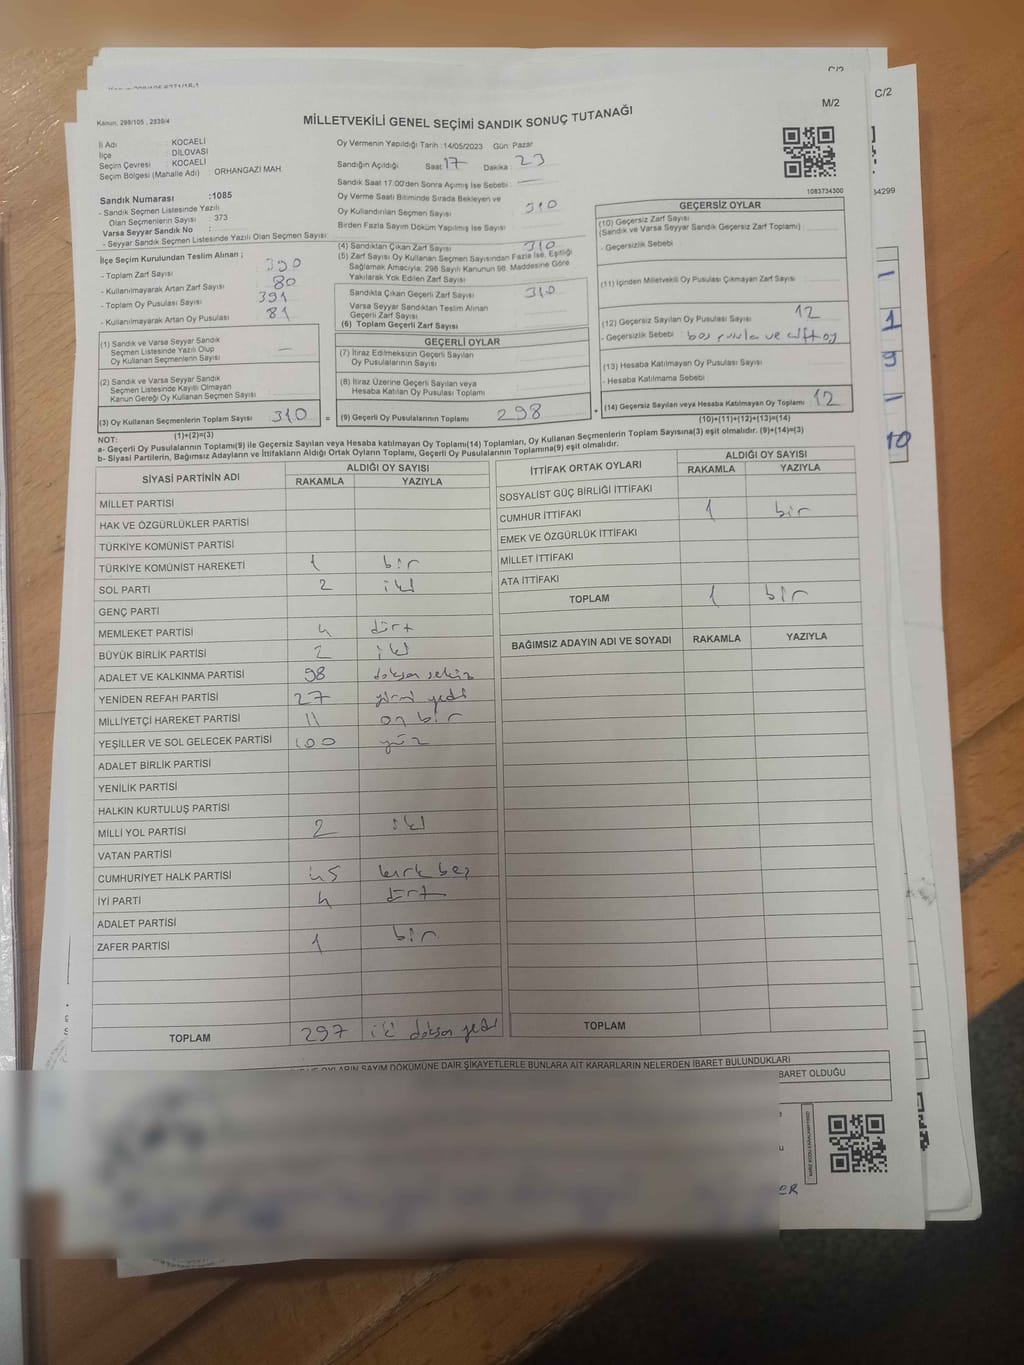 C/2
M/2
C/2
Kanun: 298/105 , 2839/4
MİLLETVEKİLİ GENEL SEÇİMİ SANDIK SONUÇ TUTANAĞI
İl Adı : KOCAELİ
İlçe : DİLOVASI
Seçim Çevresi : KOCAELİ
Seçim Bölgesi (Mahalle Adı) : ORHANGAZI MAH.
Oy Vermenin Yapıldığı Tarih :14/05/2023 Gün: Pazar
Sandığın Açıldığı Saat 17 Dakika : 23
Sandık Saat 17:00'den Sonra Açımış İse Sebebi :
Oy Verme Saati Bitiminde Sırada Bekleyen ve
Oy Kullandırılan Seçmen Sayısı 310
Birden Fazla Sayım Döküm Yapılmış İse Sayısı :
1083734300
34299
Sandık Numarası :1085
- Sandık Seçmen Listesinde Yazılı
Olan Seçmenlerin Sayısı : 373
Varsa Seyyar Sandık No :
- Seyyar Sandık Seçmen Listesinde Yazılı Olan Seçmen Sayısı:
İlçe Seçim Kurulundan Teslim Alınan ;
- Toplam Zarf Sayısı 390
- Kullanılmayarak Artan Zarf Sayısı 80
- Toplam Oy Pusulası Sayısı 391
- Kullanılmayarak Artan Oy Pusulası 81
(1) Sandık ve Varsa Seyyar Sandık
Seçmen Listesinde Yazılı Olup
Oy Kullanan Seçmenlerin Sayısı —
(2) Sandık ve Varsa Seyyar Sandık
Seçmen Listesinde Kayıtlı Olmayan
Kanun Gereği Oy Kullanan Seçmen Sayısı
(3) Oy Kullanan Seçmenlerin Toplam Sayısı 310 =
(1)+(2)=(3)
(4) Sandıktan Çıkan Zarf Sayısı 310
(5) Zarf Sayısı Oy Kullanan Seçmen Sayısından Fazla İse, Eşitliği
Sağlamak Amacıyla; 298 Sayılı Kanunun 98. Maddesine Göre
Yakılarak Yok Edilen Zarf Sayısı
Sandıkta Çıkan Geçerli Zarf Sayısı 310
Varsa Seyyar Sandıktan Teslim Alınan
Geçerli Zarf Sayısı
(6) Toplam Geçerli Zarf Sayısı
GEÇERLİ OYLAR
(7) İtiraz Edilmeksizin Geçerli Sayılan
Oy Pusulalarının Sayısı
(8) İtiraz Üzerine Geçerli Sayılan veya
Hesaba Katılan Oy Pusulası Toplamı
(9) Geçerli Oy Pusulalarının Toplamı 298 +
GEÇERSİZ OYLAR
(10) Geçersiz Zarf Sayısı
(Sandık ve Varsa Seyyar Sandık Geçersiz Zarf Toplamı)
- Geçersizlik Sebebi :
(11) İçinden Milletvekili Oy Pusulası Çıkmayan Zarf Sayısı
(12) Geçersiz Sayılan Oy Pusulası Sayısı 12
- Geçersizlik Sebebi : boş pusula ve çift oy
(13) Hesaba Katılmayan Oy Pusulası Sayısı
- Hesaba Katılmama Sebebi
(14) Geçersiz Sayılan veya Hesaba Katılmayan Oy Toplamı 12
(10)+(11)+(12)+(13)=(14)
1
9
10
NOT:
a- Geçerli Oy Pusulalarının Toplamı(9) ile Geçersiz Sayılan veya Hesaba katılmayan Oy Toplamı(14) Toplamları, Oy Kullanan Seçmenlerin Toplam Sayısına(3) eşit olmalıdır. (9)+(14)=(3)
b- Siyasi Partilerin, Bağımsız Adayların ve İttifakların Aldığı Ortak Oyların Toplamı, Geçerli Oy Pusulalarının Toplamına(9) eşit olmalıdır.
SİYASİ PARTİNİN ADI ALDIĞI OY SAYISI
RAKAMLA YAZIYLA
MİLLET PARTİSİ
HAK VE ÖZGÜRLÜKLER PARTİSİ
TÜRKİYE KOMÜNİST PARTİSİ
TÜRKİYE KOMÜNİST HAREKETİ 1 bir
SOL PARTİ 2 iki
GENÇ PARTİ
MEMLEKET PARTİSİ 4 dört
BÜYÜK BİRLİK PARTİSİ 2 iki
ADALET VE KALKINMA PARTİSİ 98 doksan sekiz
YENİDEN REFAH PARTİSİ 27 yirmi yedi
MİLLİYETÇİ HAREKET PARTİSİ 11 on bir
YEŞİLLER VE SOL GELECEK PARTİSİ 100 yüz
ADALET BİRLİK PARTİSİ
YENİLİK PARTİSİ
HALKIN KURTULUŞ PARTİSİ
MİLLİ YOL PARTİSİ 2 iki
VATAN PARTİSİ
CUMHURİYET HALK PARTİSİ 45 kırk beş
İYİ PARTİ 4 dört
ADALET PARTİSİ
ZAFER PARTİSİ 1 bir
TOPLAM 297 iki doksan yedi
İTTİFAK ORTAK OYLARI ALDIĞI OY SAYISI
RAKAMLA YAZIYLA
SOSYALİST GÜÇ BİRLİĞİ İTTİFAKI
CUMHUR İTTİFAKI 1 bir
EMEK VE ÖZGÜRLÜK İTTİFAKI
MİLLET İTTİFAKI
ATA İTTİFAKI
TOPLAM 1 bir
BAĞIMSIZ ADAYIN ADI VE SOYADI RAKAMLA YAZIYLA
TOPLAM
OYLARIN SAYIM DÖKÜMÜNE DAİR ŞİKAYETLERLE BUNLARA AİT KARARLARIN NELERDEN İBARET BULUNDUKLARI
BARET OLDUĞU